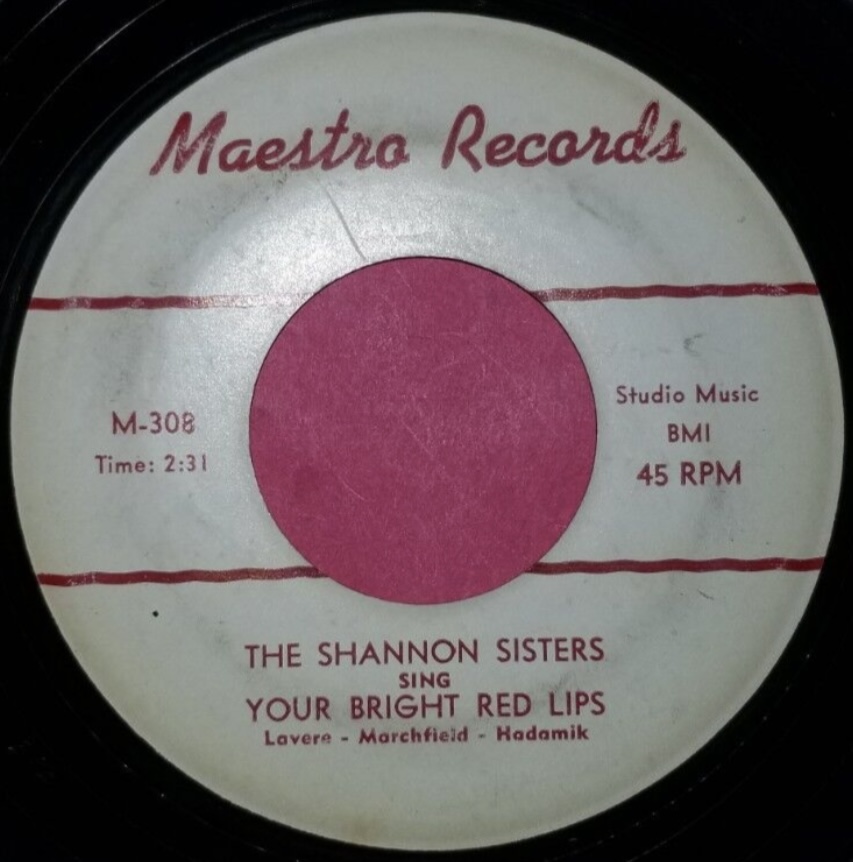 Maestro Records
M-308
Time: 2:31
Studio Music
BMI
45 RPM
THE SHANNON SISTERS
SING
YOUR BRIGHT RED LIPS
Lavere - Marchfield - Hadamik